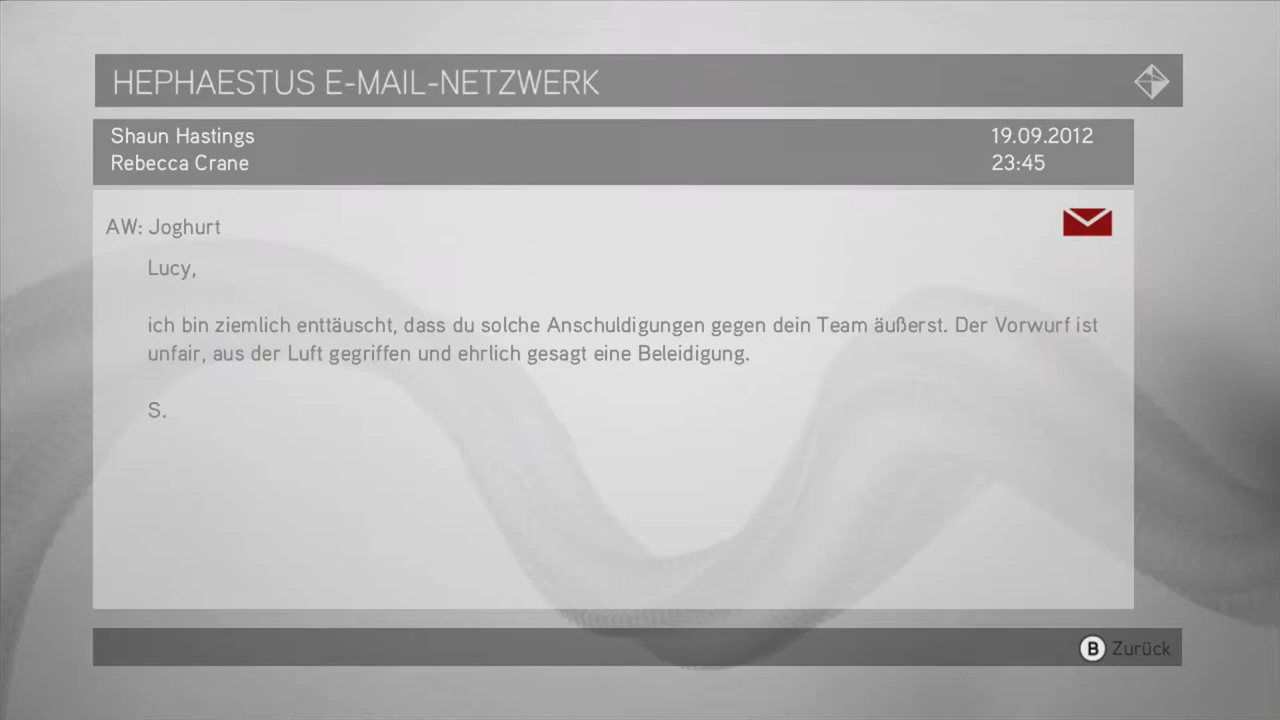 HEPHAESTUS E-MAIL-NETZWERK
Shaun Hastings 19.09.2012
Rebecca Crane 23:45
AW: Joghurt
Lucy,
ich bin ziemlich enttäuscht, dass du solche Anschuldigungen gegen dein Team äußerst. Der Vorwurf ist
unfair, aus der Luft gegriffen und ehrlich gesagt eine Beleidigung.
S.
B Zurück